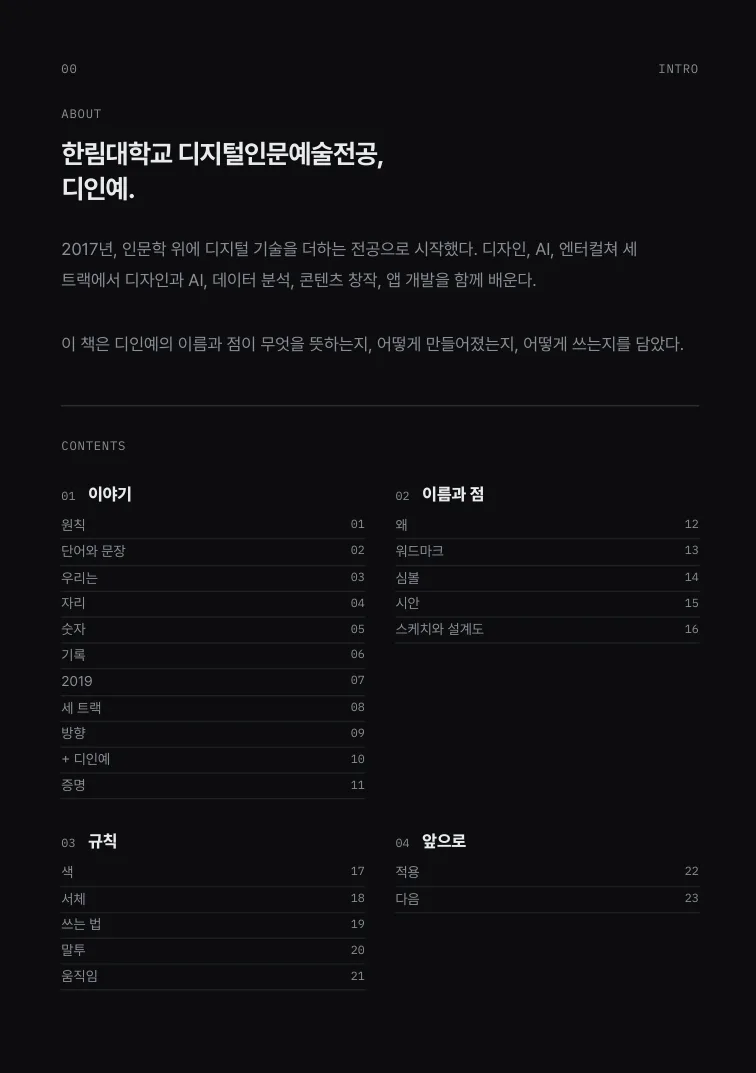 00
INTRO
ABOUT
한림대학교 디지털인문예술전공,
디인예.
2017년, 인문학 위에 디지털 기술을 더하는 전공으로 시작했다. 디자인, AI, 엔터컬쳐 세
트랙에서 디자인과 AI, 데이터 분석, 콘텐츠 창작, 앱 개발을 함께 배운다.
이 책은 디인예의 이름과 점이 무엇을 뜻하는지, 어떻게 만들어졌는지, 어떻게 쓰는지를 담았다.
CONTENTS
01 이야기
원칙 01
단어와 문장 02
우리는 03
자리 04
숫자 05
기록 06
2019 07
세 트랙 08
방향 09
+ 디인예 10
증명 11
02 이름과 점
왜 12
워드마크 13
심볼 14
시안 15
스케치와 설계도 16
03 규칙
색 17
서체 18
쓰는 법 19
말투 20
움직임 21
04 앞으로
적용 22
다음 23